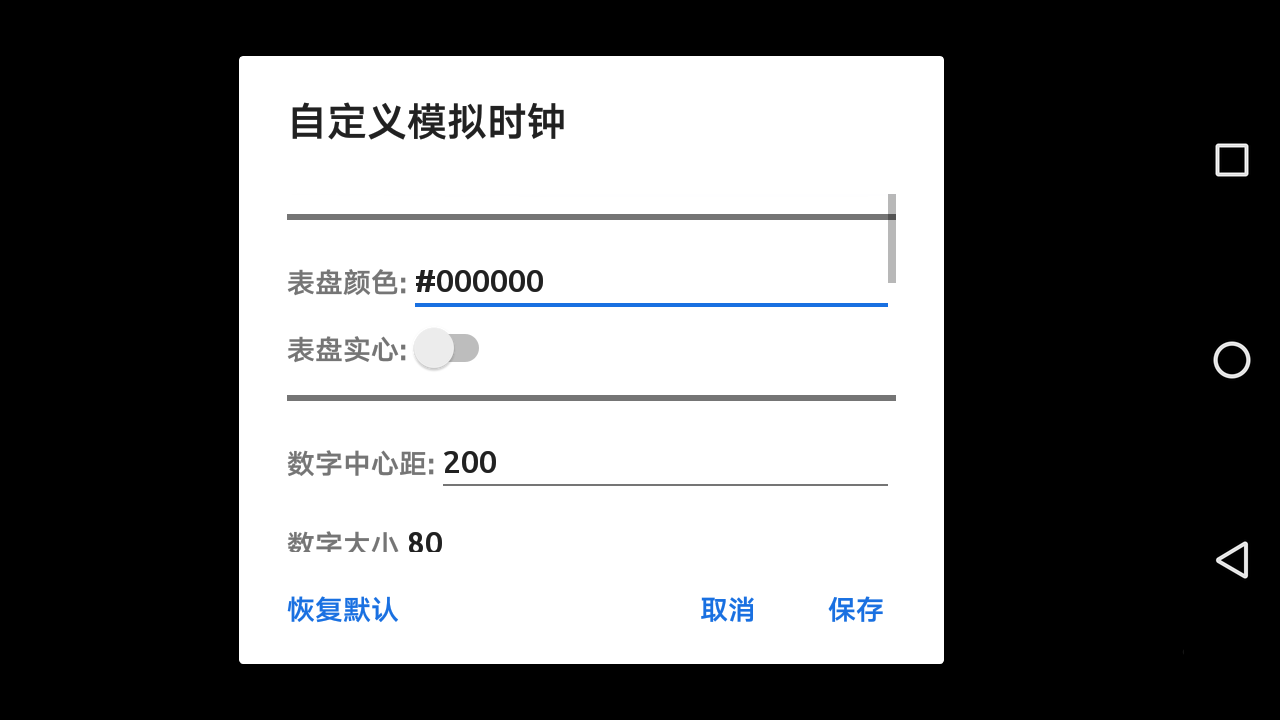 自定义模拟时钟
表盘颜色: #000000
表盘实心:
数字中心距: 200
数字大小 80
恢复默认 取消 保存